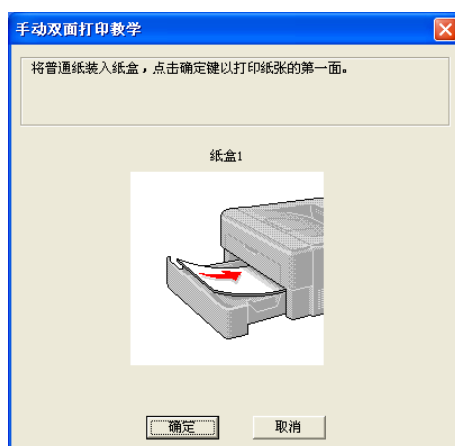 手动双面打印教学
将普通纸装入纸盒，点击确定键以打印纸张的第一面。
纸盒1
确定
取消